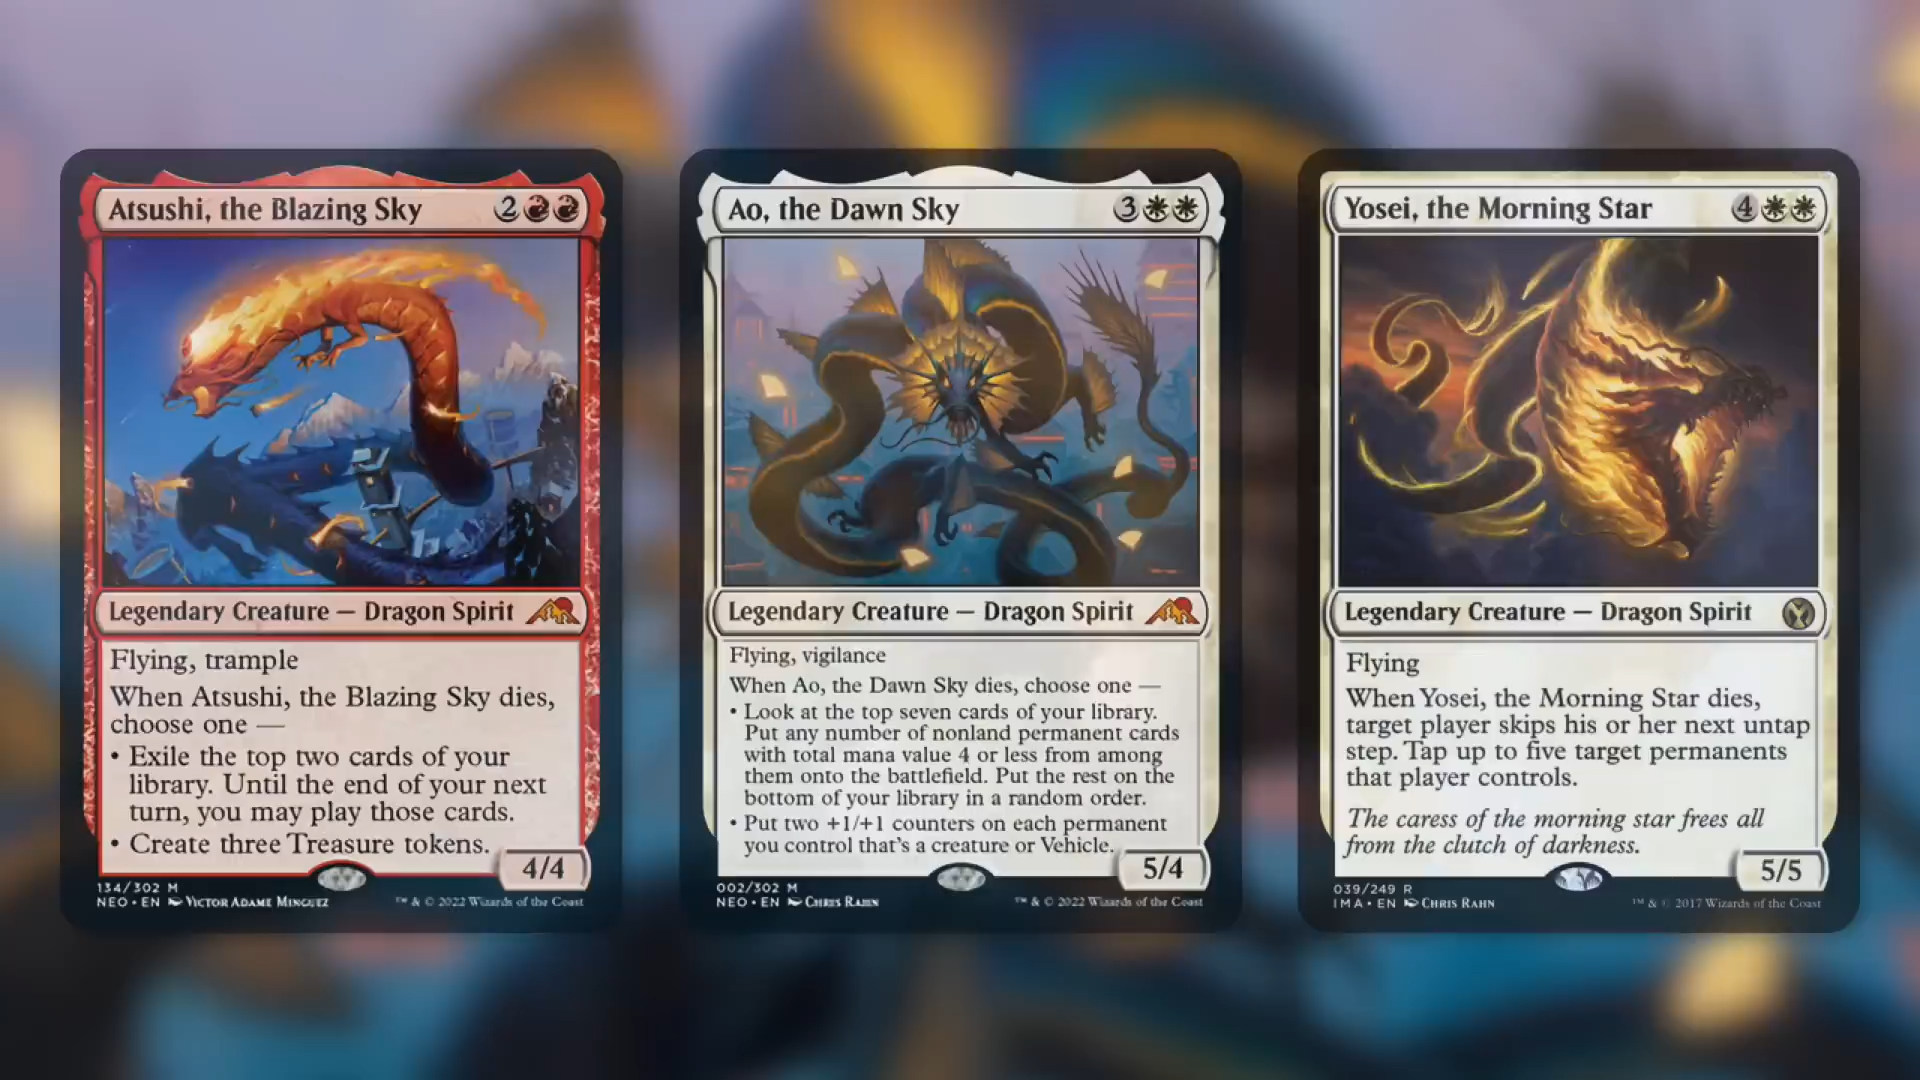 Atsushi, the Blazing Sky 2
Legendary Creature — Dragon Spirit
Flying, trample
When Atsushi, the Blazing Sky dies,
choose one —
• Exile the top two cards of your
library. Until the end of your next
turn, you may play those cards.
• Create three Treasure tokens.
4/4
134/302 M
NEO • EN Victor Adame Minguez
™ & © 2022 Wizards of the Coast
Ao, the Dawn Sky 3
Legendary Creature — Dragon Spirit
Flying, vigilance
When Ao, the Dawn Sky dies, choose one —
• Look at the top seven cards of your library.
Put any number of nonland permanent cards
with total mana value 4 or less from among
them onto the battlefield. Put the rest on the
bottom of your library in a random order.
• Put two +1/+1 counters on each permanent
you control that's a creature or Vehicle.
5/4
002/302 M
NEO • EN Chris Rahn
™ & © 2022 Wizards of the Coast
Yosei, the Morning Star 4
Legendary Creature — Dragon Spirit
Flying
When Yosei, the Morning Star dies,
target player skips his or her next untap
step. Tap up to five target permanents
that player controls.
The caress of the morning star frees all
from the clutch of darkness.
5/5
039/249 R
IMA • EN Chris Rahn
™ & © 2017 Wizards of the Coast